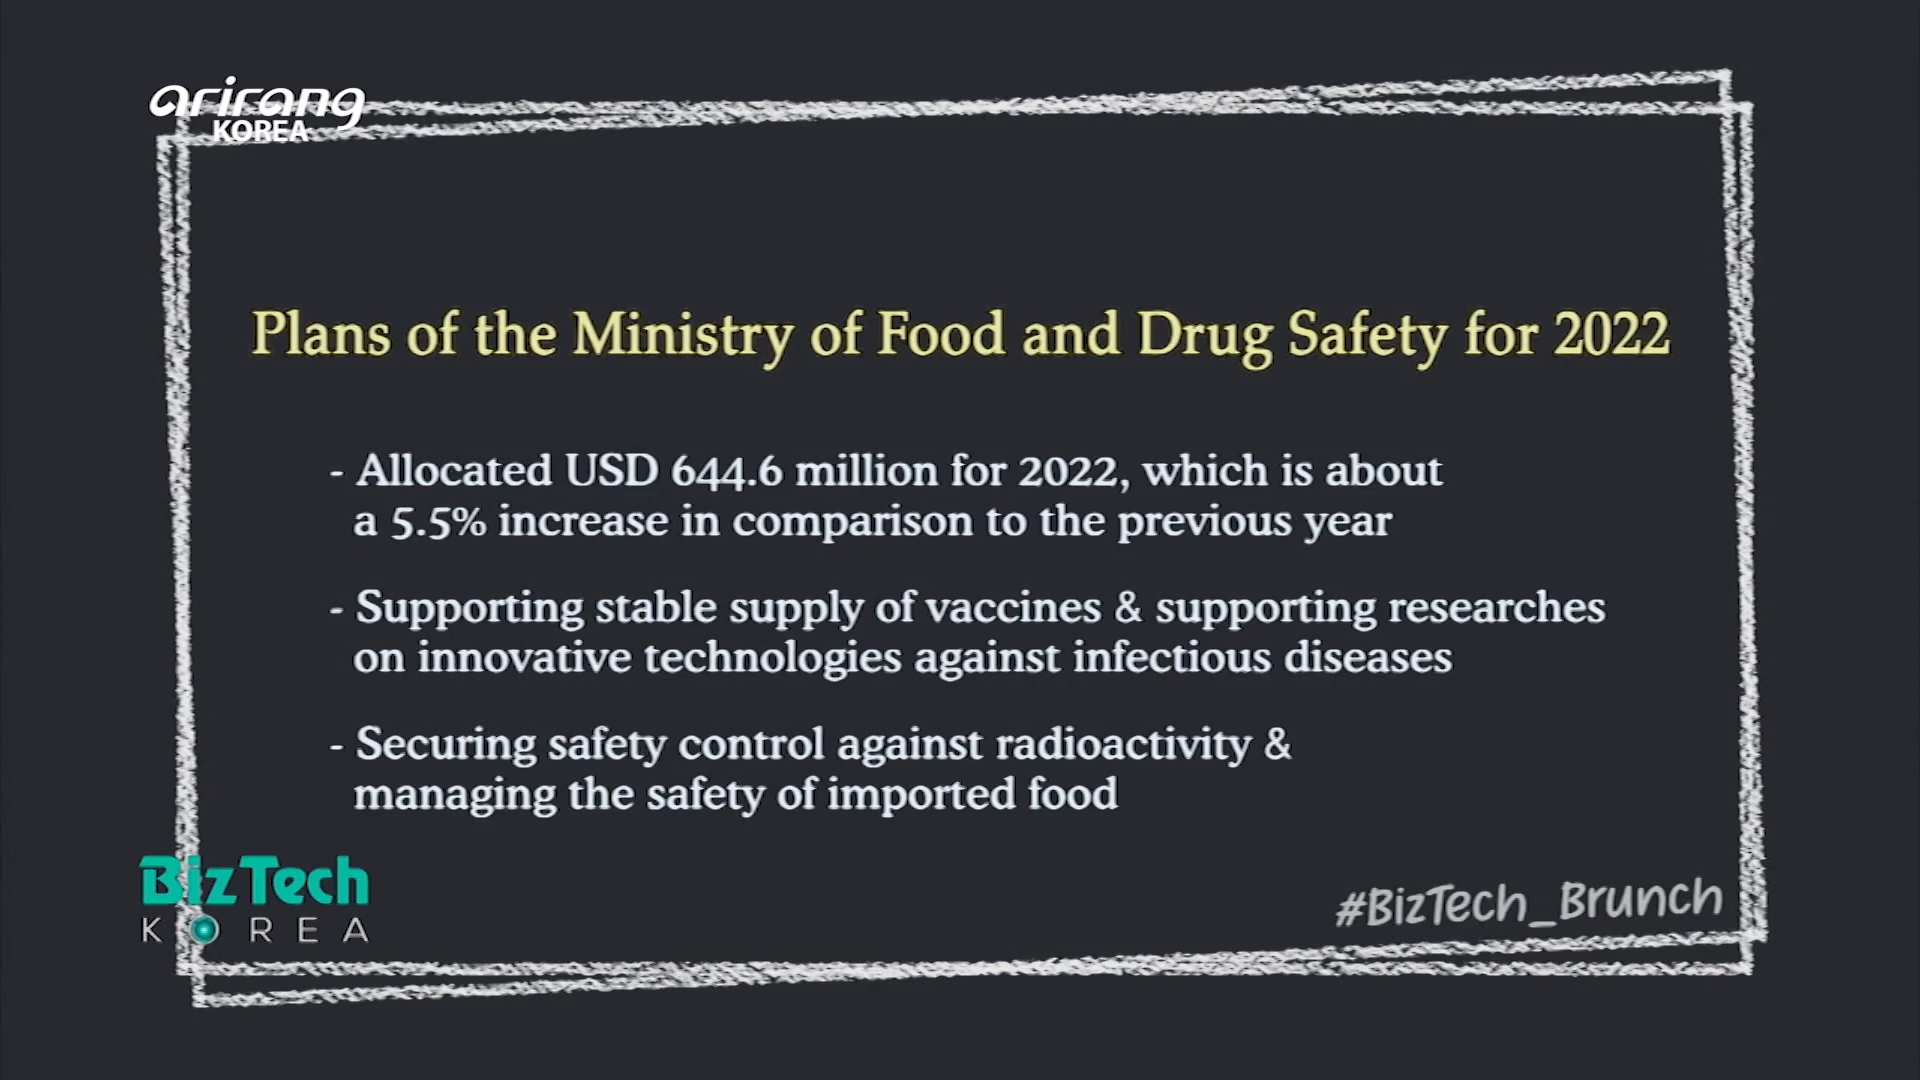 arirang
KOREA
Plans of the Ministry of Food and Drug Safety for 2022
- Allocated USD 644.6 million for 2022, which is about
a 5.5% increase in comparison to the previous year
- Supporting stable supply of vaccines & supporting researches
on innovative technologies against infectious diseases
- Securing safety control against radioactivity &
managing the safety of imported food
BizTech
KOREA
#BizTech_Brunch